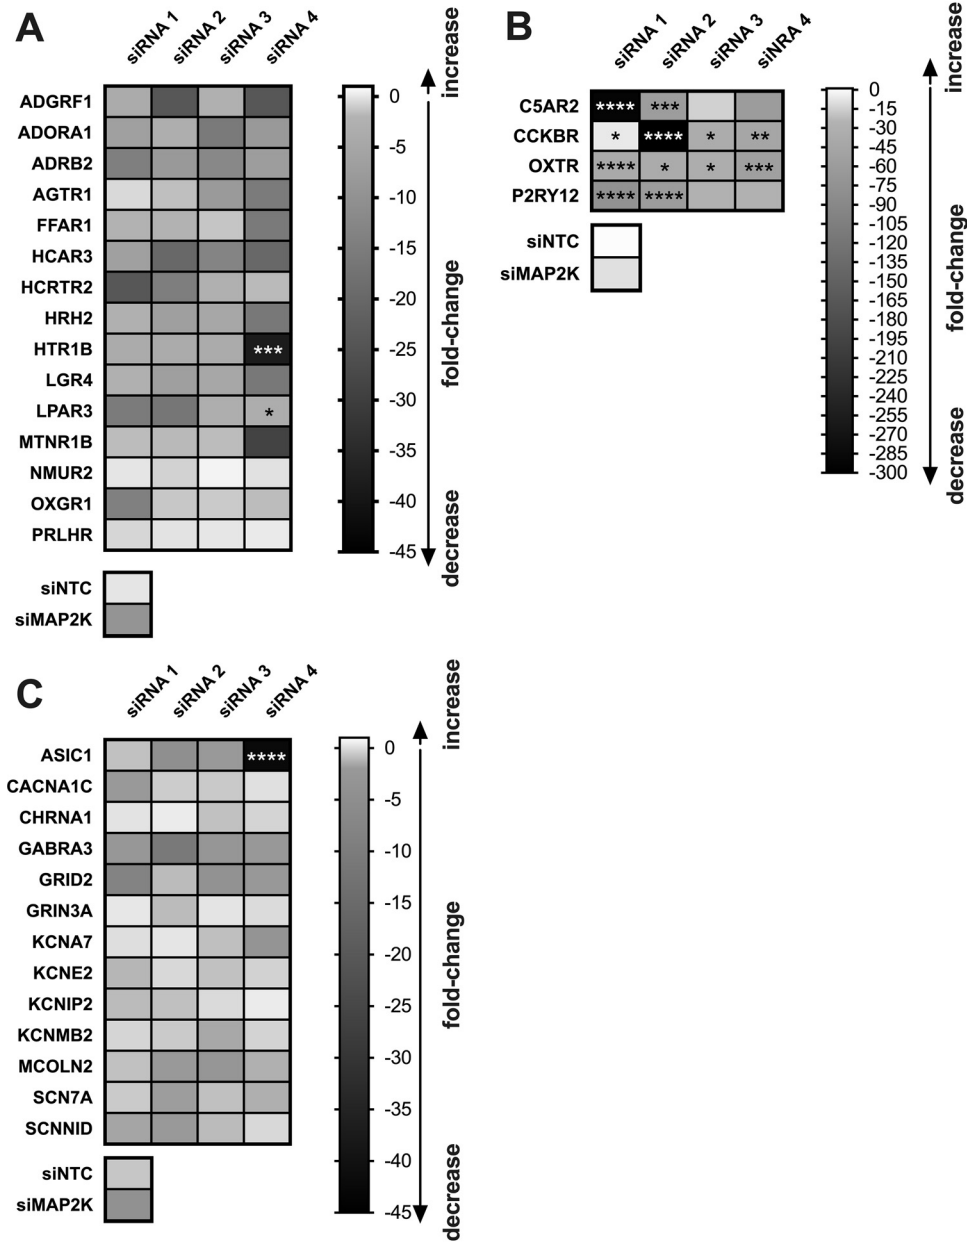 A
siRNA 1
siRNA 2
siRNA 3
siRNA 4
ADGRF1
ADORA1
ADRB2
AGTR1
FFAR1
HCAR3
HCRTR2
HRH2
HTR1B
***
LGR4
LPAR3
*
MTNR1B
NMUR2
OXGR1
PRLHR
siNTC
siMAP2K
0
-5
-10
-15
-20
-25
-30
-35
-40
-45
increase
fold-change
decrease
B
siRNA 1
siRNA 2
siRNA 3
siNRA 4
C5AR2 **** ***
CCKBR * **** * **
OXTR **** * * ***
P2RY12 **** ****
siNTC
siMAP2K
0
-15
-30
-45
-60
-75
-90
-105
-120
-135
-150
-165
-180
-195
-210
-225
-240
-255
-270
-285
-300
increase
fold-change
decrease
C
siRNA 1
siRNA 2
siRNA 3
siRNA 4
ASIC1 ****
CACNA1C
CHRNA1
GABRA3
GRID2
GRIN3A
KCNA7
KCNE2
KCNIP2
KCNMB2
MCOLN2
SCN7A
SCNNID
siNTC
siMAP2K
0
-5
-10
-15
-20
-25
-30
-35
-40
-45
increase
fold-change
decrease